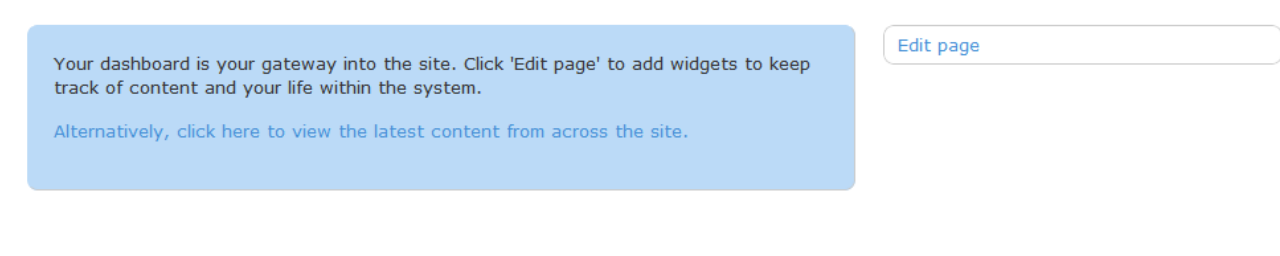 Your dashboard is your gateway into the site. Click 'Edit page' to add widgets to keep
track of content and your life within the system.
Alternatively, click here to view the latest content from across the site.
Edit page